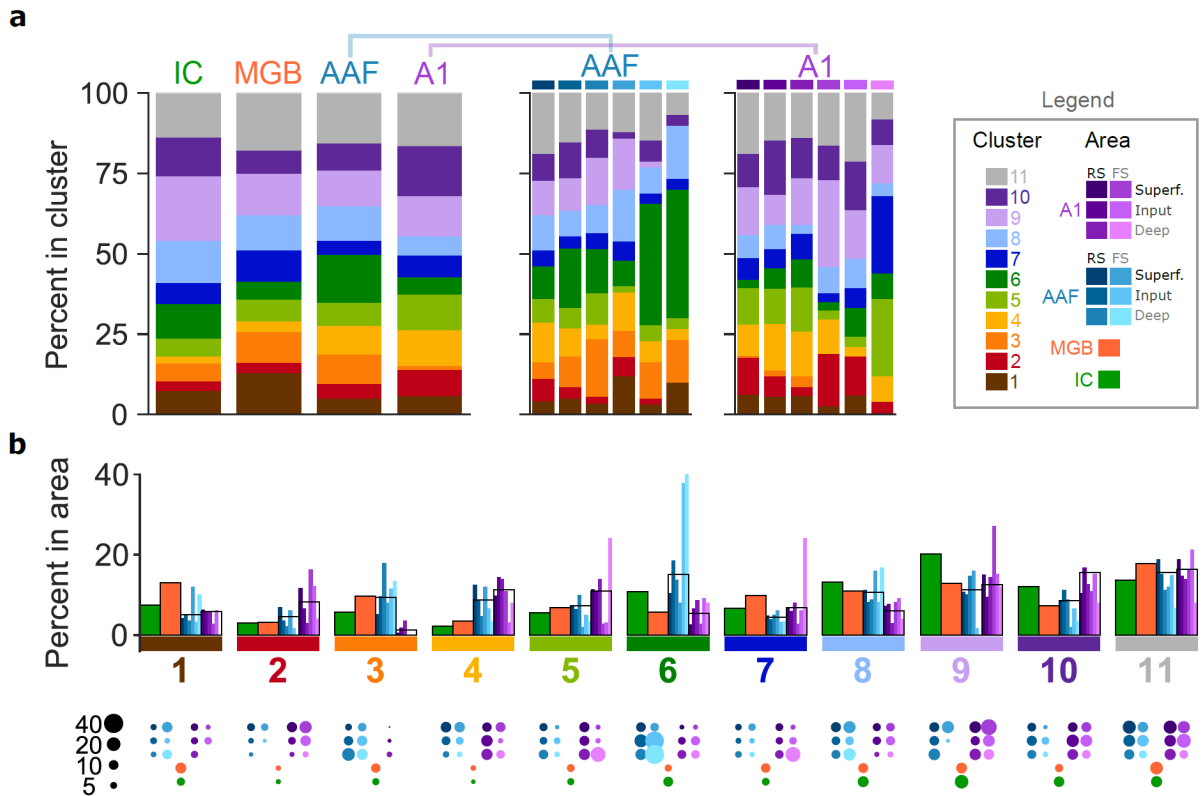 a
IC MGB AAF A1 AAF A1
Percent in cluster
100
75
50
25
0
Legend
Cluster Area
11
10
9
8
7
6
5
4
3
2
1
RS FS
Superf.
A1 Input
Deep
RS FS
Superf.
AAF Input
Deep
MGB
IC
b
Percent in area
40
20
0
1 2 3 4 5 6 7 8 9 10 11
40
20
10
5